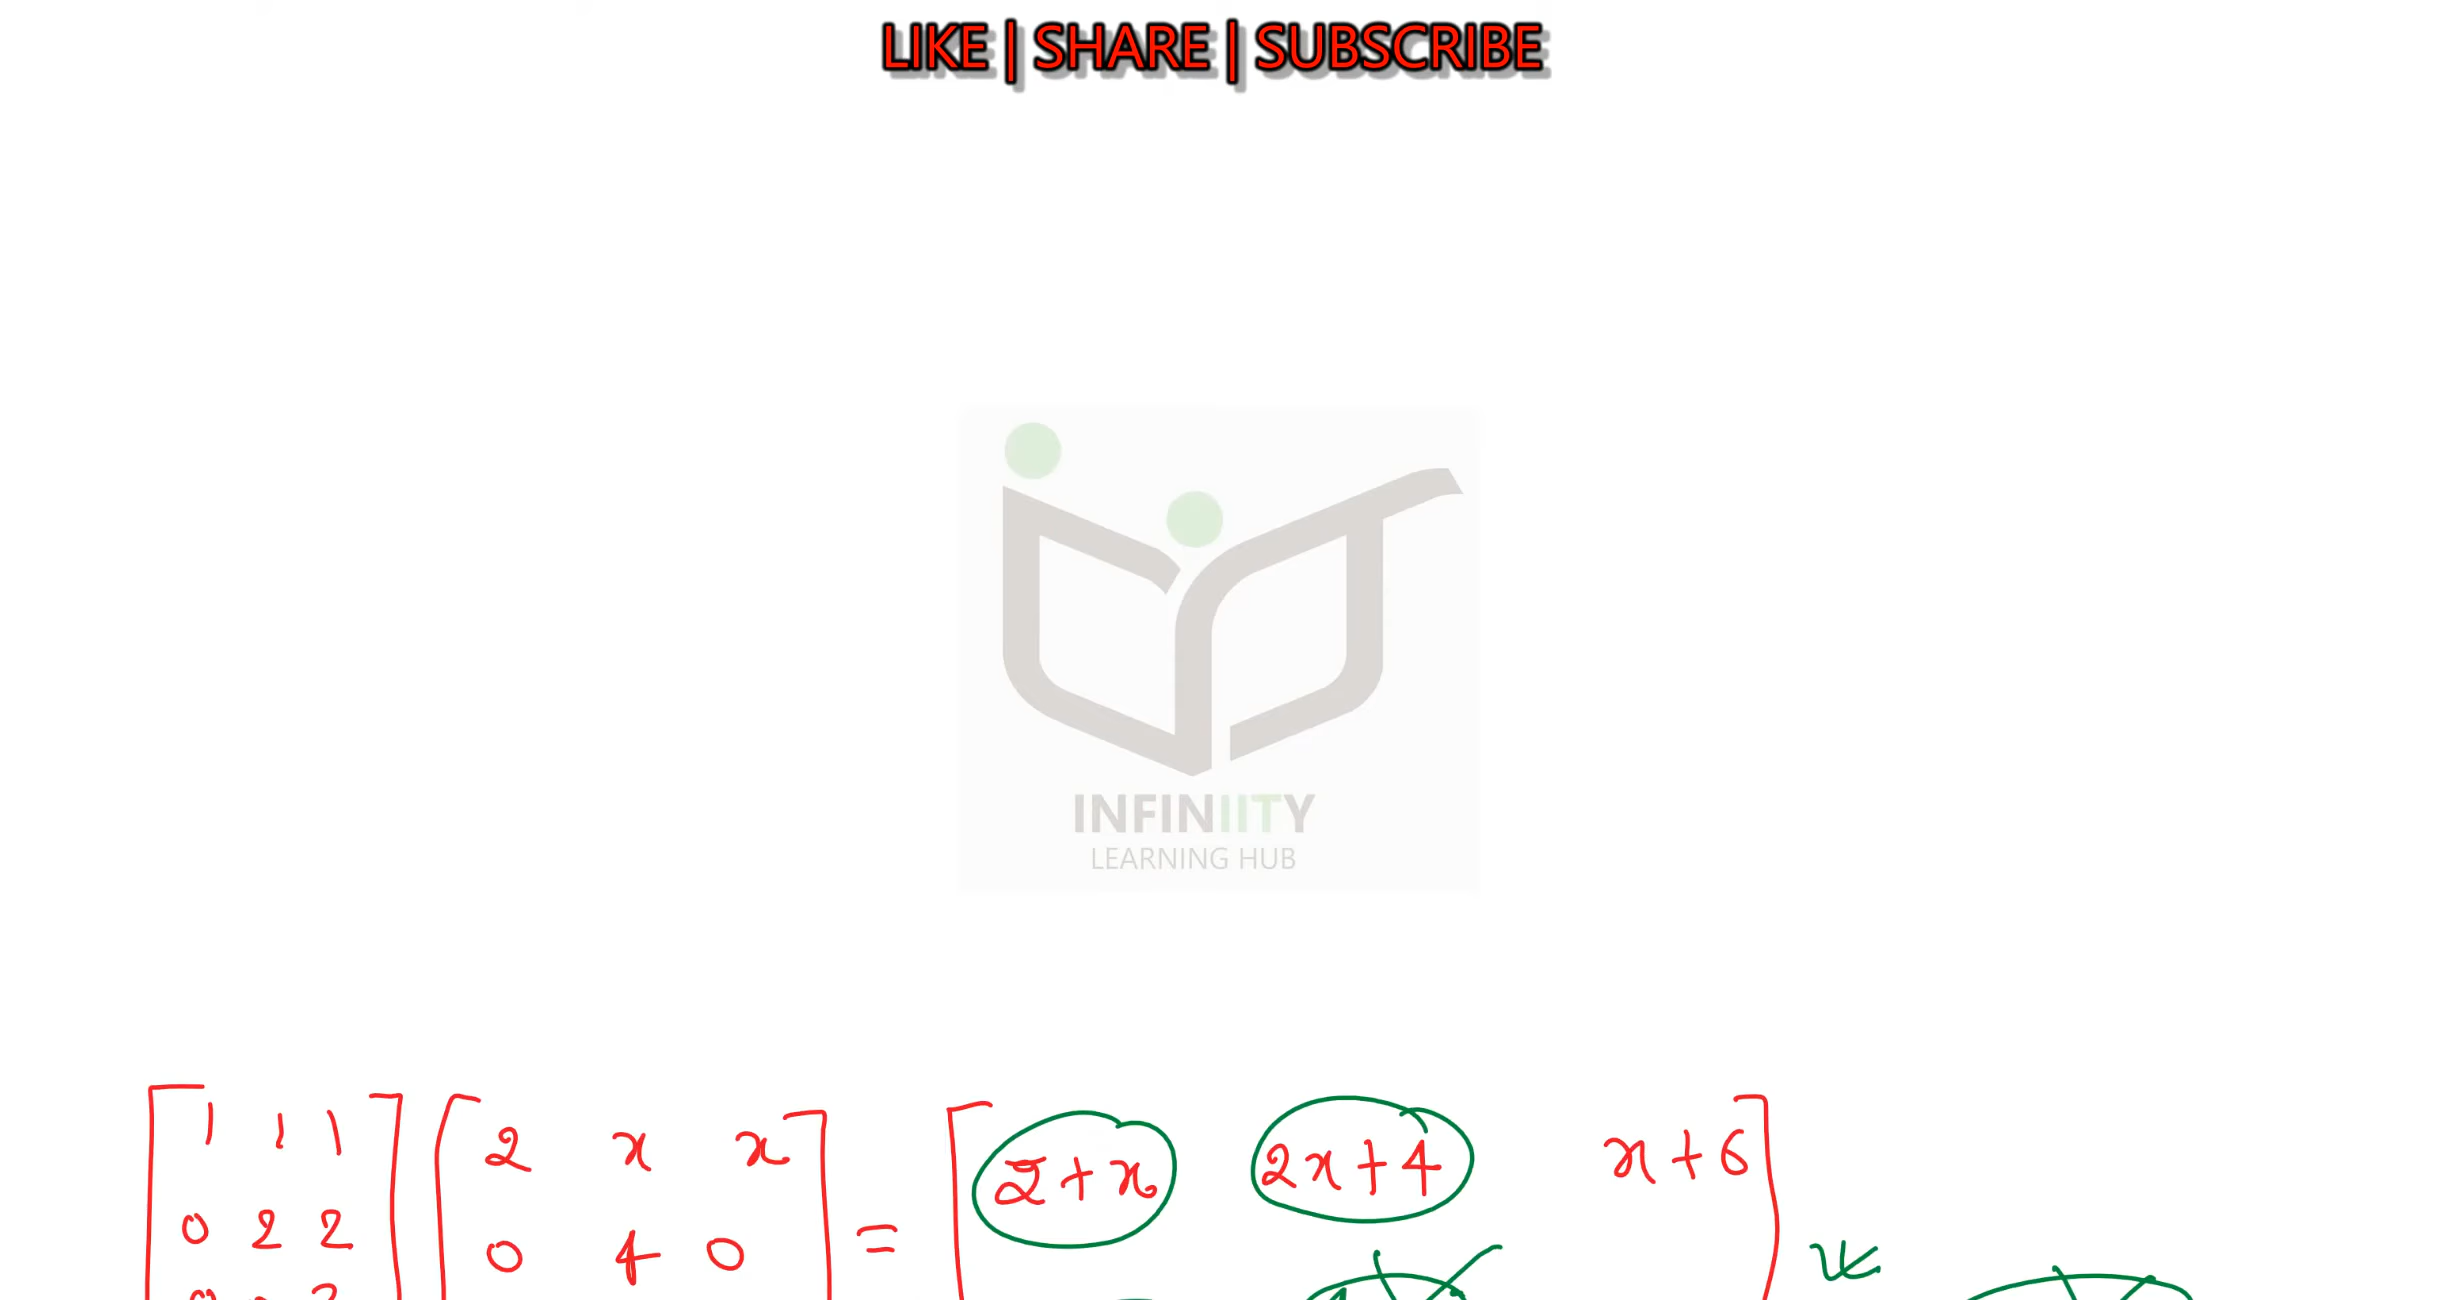 LIKE | SHARE | SUBSCRIBE
INFINIITY
LEARNING HUB
1 1 1 2 x x 2+x 2x+4 x+6
0 2 2 0 4 0 =